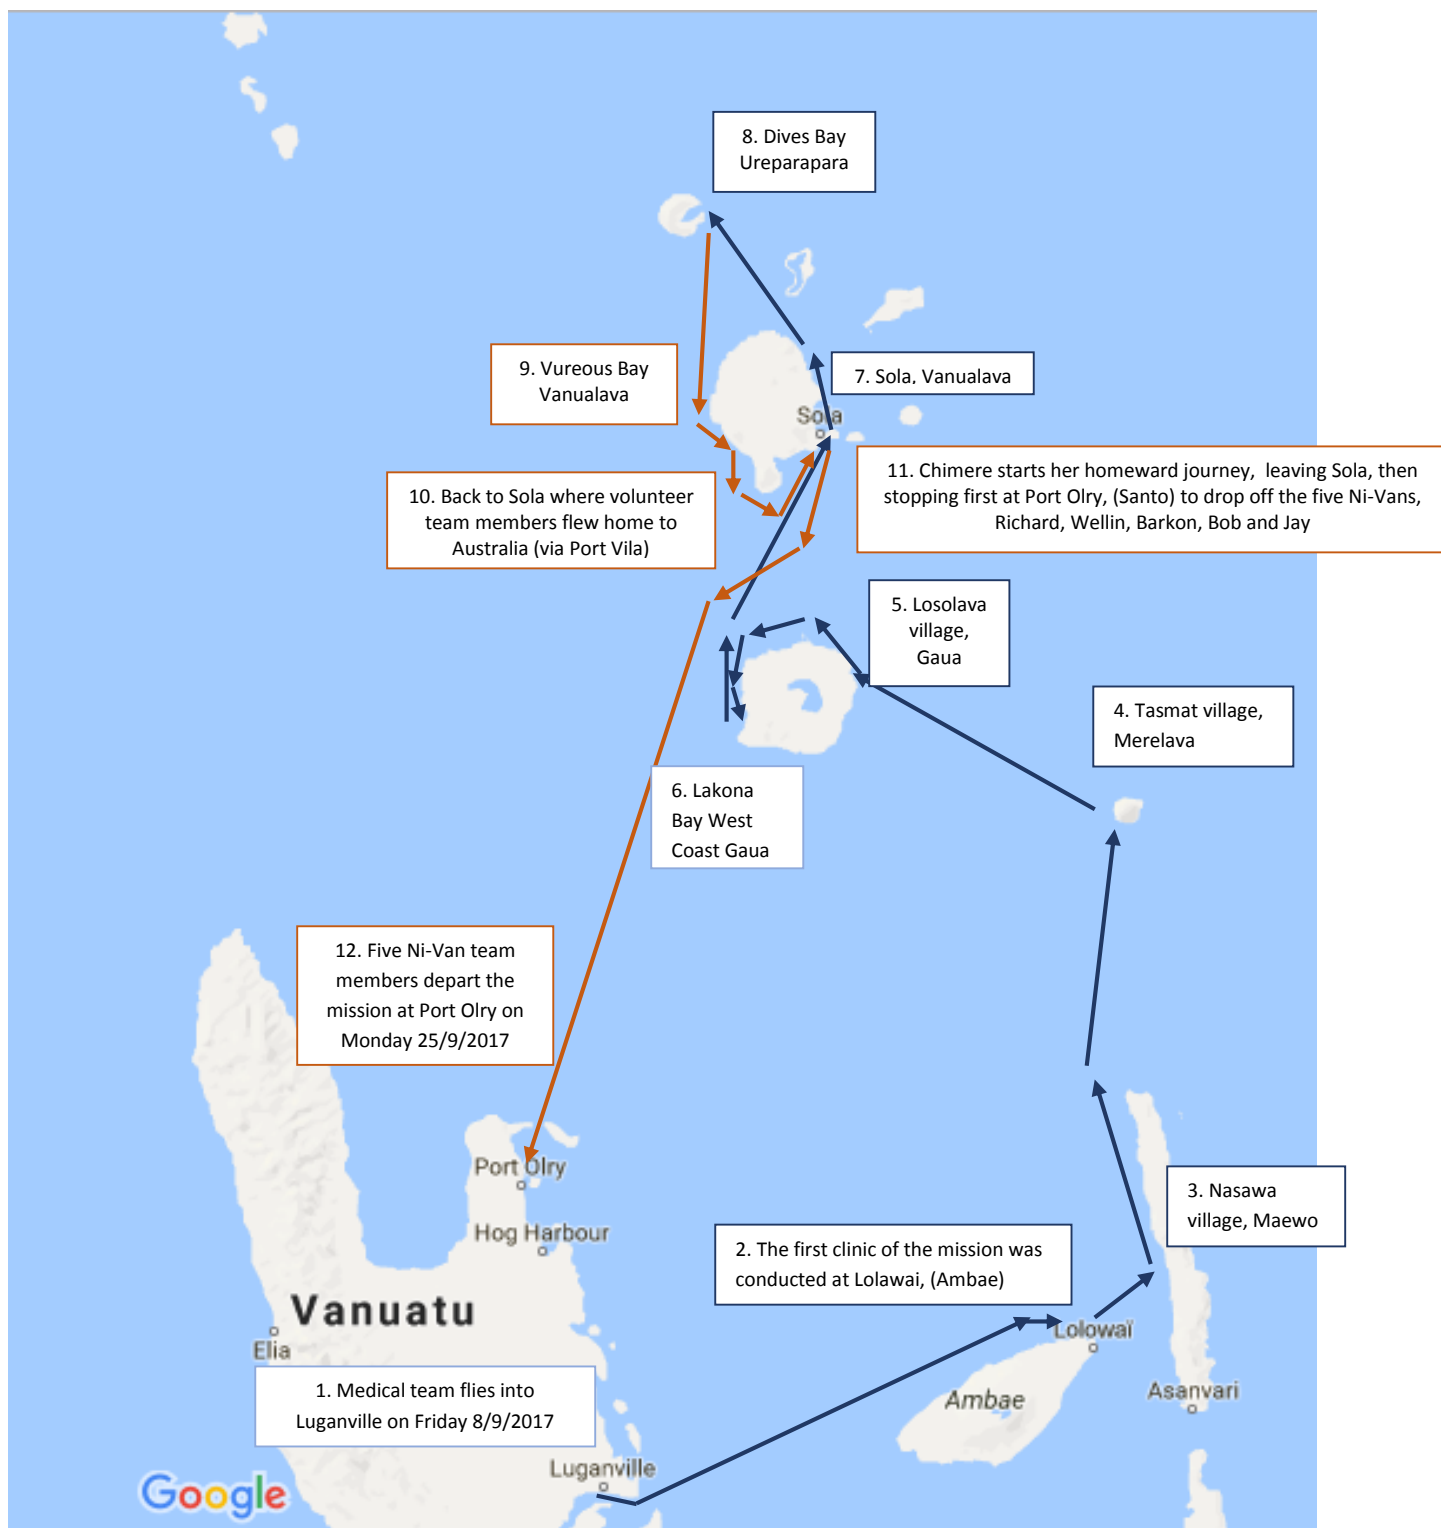 8. Dives Bay
Ureparapara
9. Vureous Bay
Vanualava
7. Sola, Vanualava
Sola
10. Back to Sola where volunteer
team members flew home to
Australia (via Port Vila)
11. Chimere starts her homeward journey, leaving Sola, then
stopping first at Port Olry, (Santo) to drop off the five Ni-Vans,
Richard, Wellin, Barkon, Bob and Jay
5. Losolava
village,
Gaua
4. Tasmat village,
Merelava
6. Lakona
Bay West
Coast Gaua
12. Five Ni-Van team
members depart the
mission at Port Olry on
Monday 25/9/2017
Port Olry
Hog Harbour
3. Nasawa
village, Maewo
2. The first clinic of the mission was
conducted at Lolawai, (Ambae)
Vanuatu
Elia
Lolowaï
Ambae
Asanvari
1. Medical team flies into
Luganville on Friday 8/9/2017
Luganville
Google